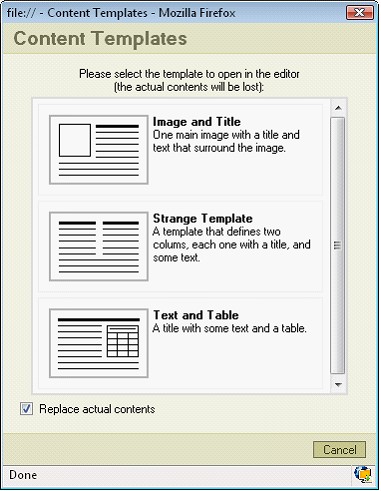 file:// - Content Templates - Mozilla Firefox
Content Templates
Please select the template to open in the editor
(the actual contents will be lost):
Image and Title
One main image with a title and
text that surround the image.
Strange Template
A template that defines two
colums, each one with a title, and
some text.
Text and Table
A title with some text and a table.
Replace actual contents
Cancel
Done